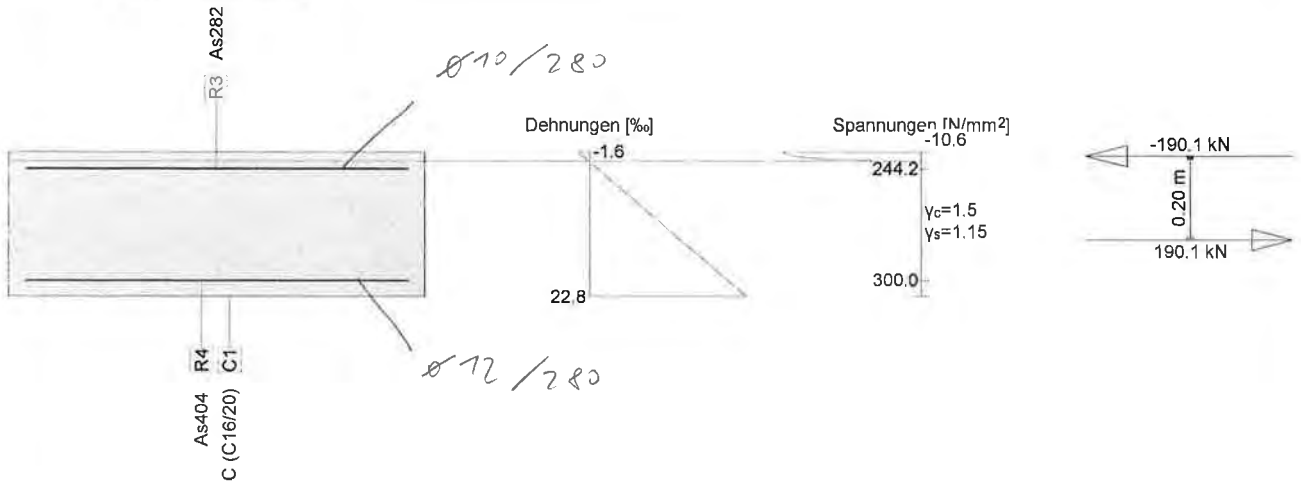 R3 As282
ø10/280
Dehnungen [‰]
-1.6
22.8
Spannungen [N/mm²]
-10.6
244.2
γc=1.5
γs=1.15
300.0
-190.1 kN
0.20 m
190.1 kN
As404 R4
C (C16/20) C1
ø12/280